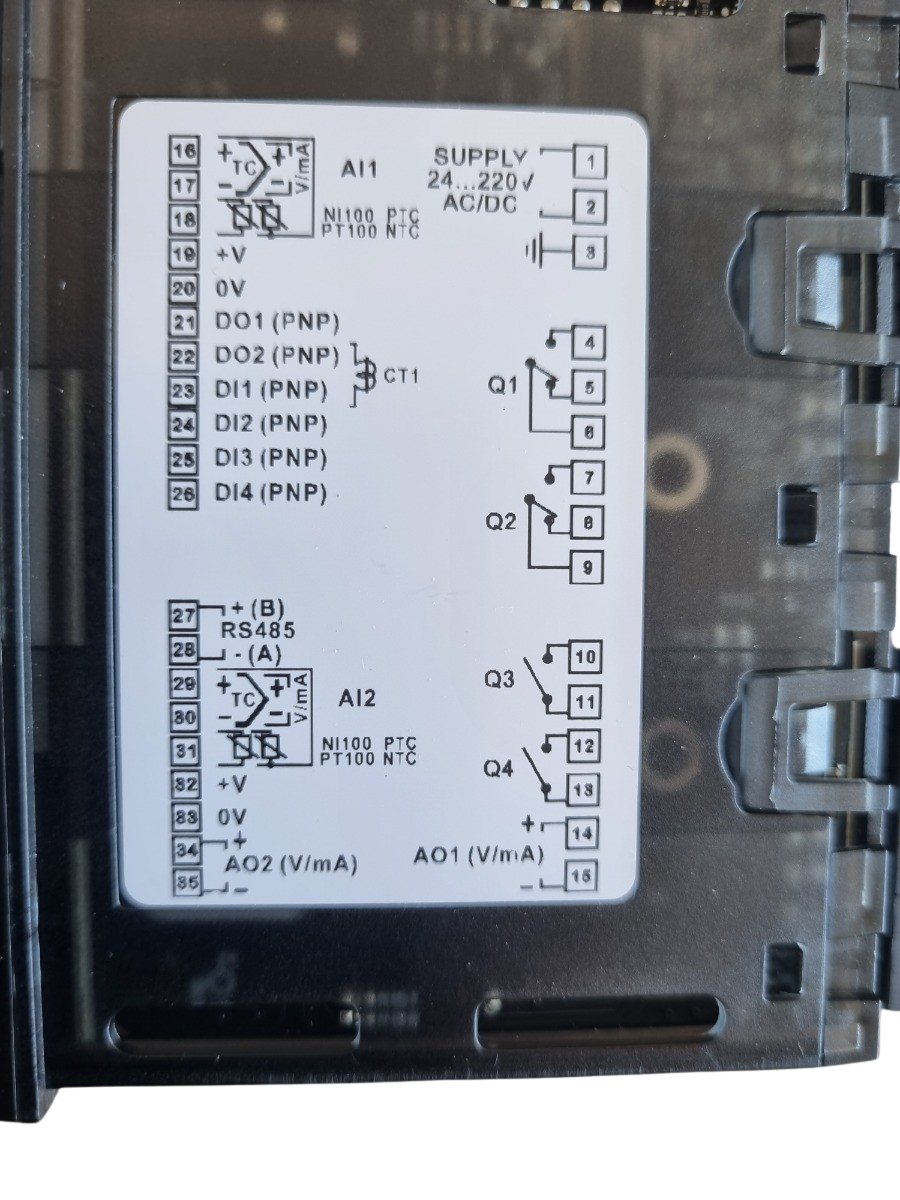 16 + TC + V/mA AI1
17 - -
18 NI100 PTC
PT100 NTC
19 +V
20 0V
21 DO1 (PNP)
22 DO2 (PNP)
CT1
23 DI1 (PNP)
24 DI2 (PNP)
25 DI3 (PNP)
26 DI4 (PNP)
27 + (B)
RS485
28 - (A)
29 + TC + V/mA AI2
30 - -
31 NI100 PTC
PT100 NTC
32 +V
33 0V
34 +
AO2 (V/mA)
35 -
SUPPLY 1
24...220V
AC/DC 2
3
4
Q1 5
6
7
Q2 8
9
10
Q3
11
12
Q4
13
+ 14
AO1 (V/mA)
- 15